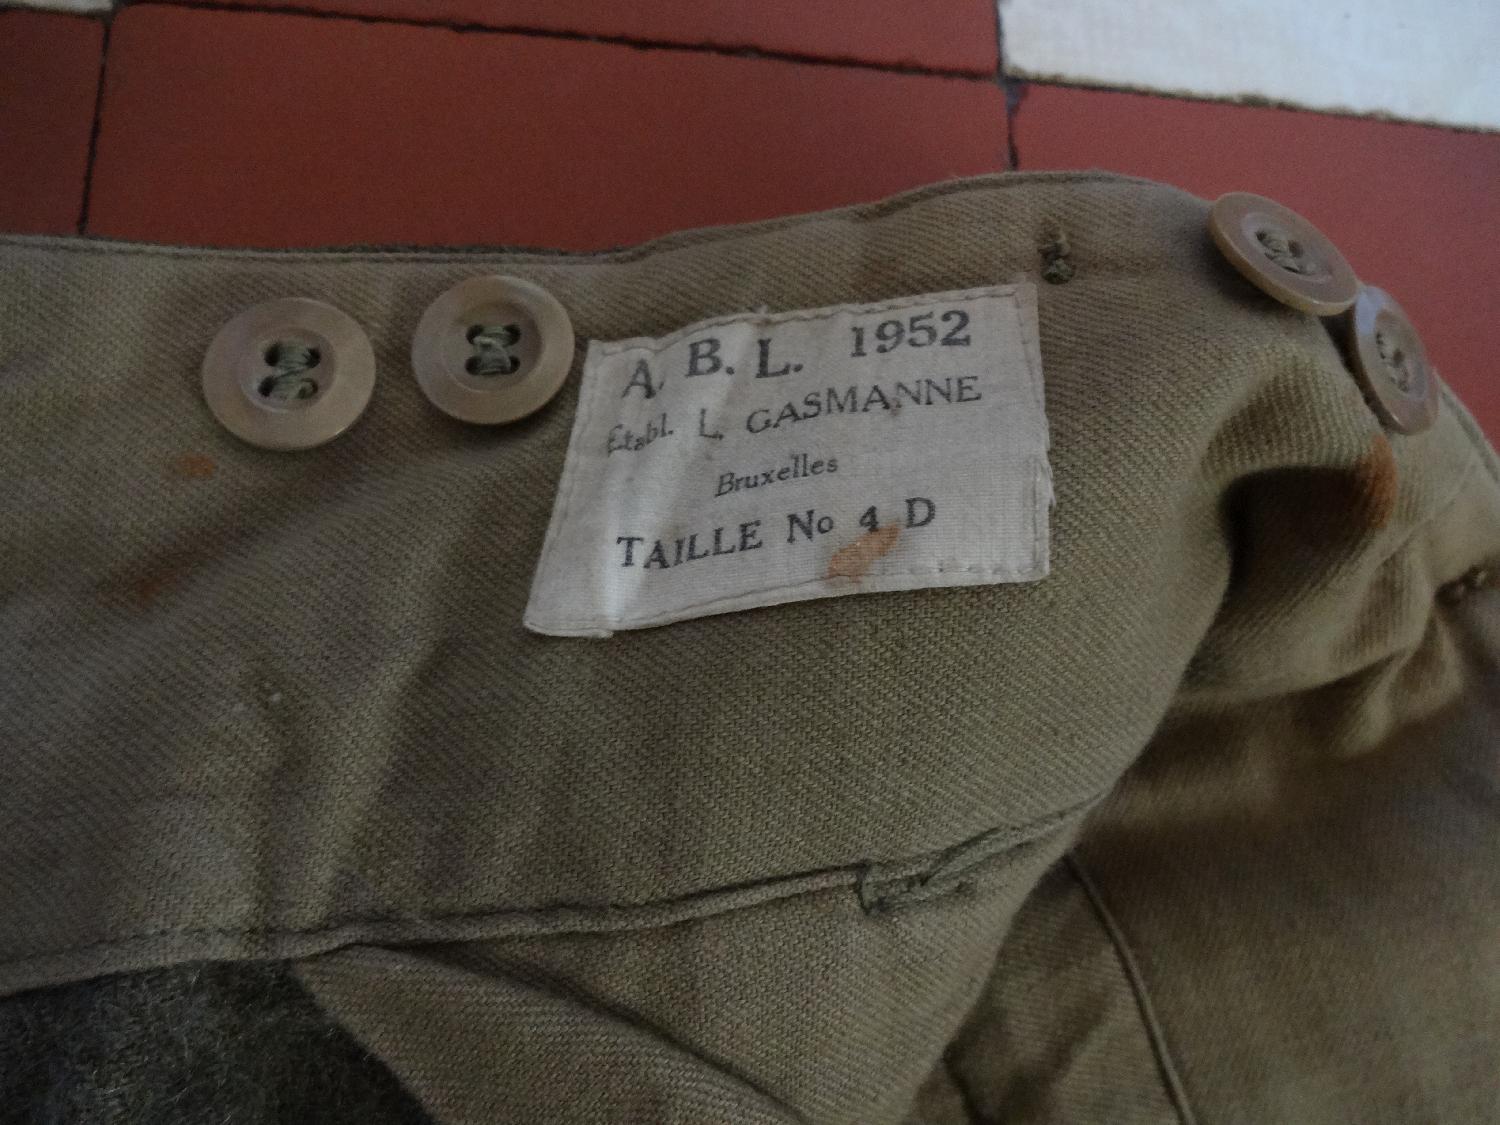 A. B. L. 1952
Etabl. L. GASMANNE
Bruxelles
TAILLE No 4 D